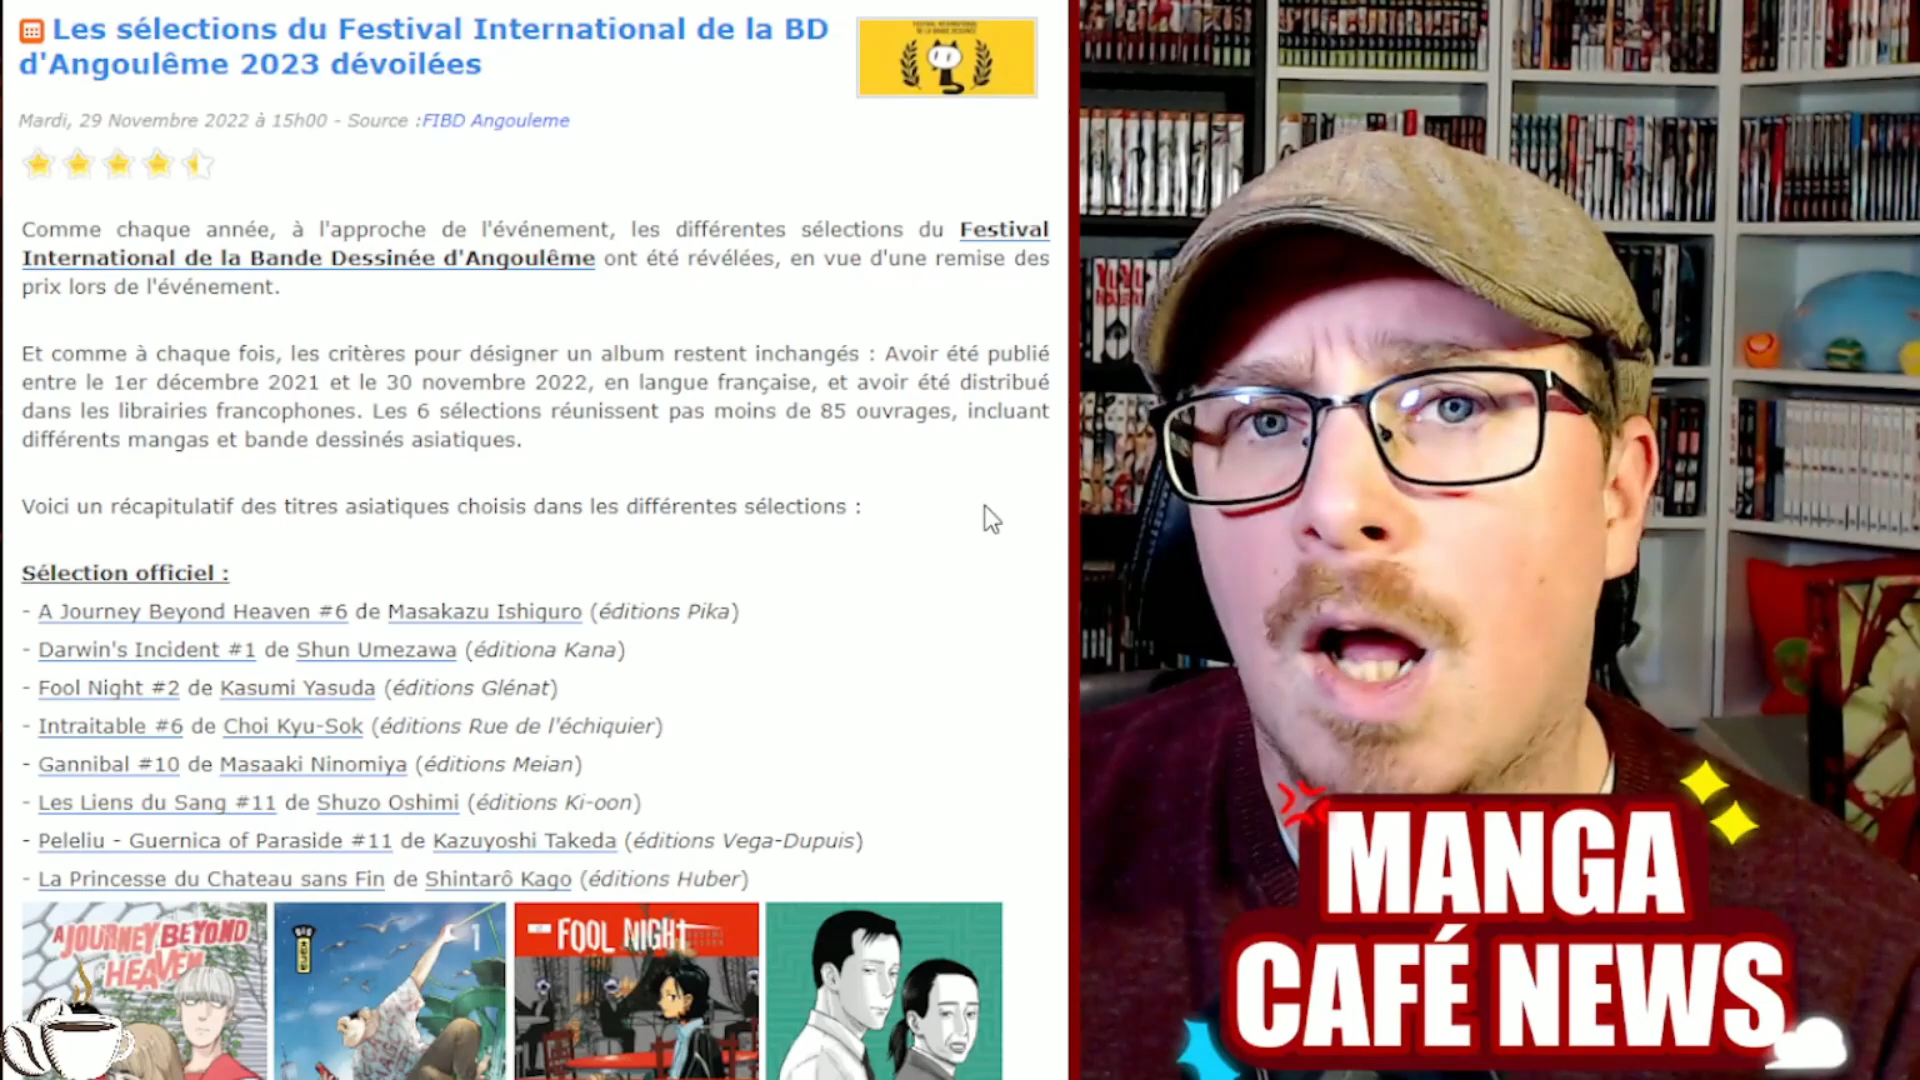 Les sélections du Festival International de la BD
d'Angoulême 2023 dévoilées
FESTIVAL INTERNATIONAL
DE LA BANDE DESSINÉE
Mardi, 29 Novembre 2022 à 15h00 - Source :FIBD Angouleme
Comme chaque année, à l'approche de l'événement, les différentes sélections du Festival
International de la Bande Dessinée d'Angoulême ont été révélées, en vue d'une remise des
prix lors de l'événement.
Et comme à chaque fois, les critères pour désigner un album restent inchangés : Avoir été publié
entre le 1er décembre 2021 et le 30 novembre 2022, en langue française, et avoir été distribué
dans les librairies francophones. Les 6 sélections réunissent pas moins de 85 ouvrages, incluant
différents mangas et bande dessinés asiatiques.
Voici un récapitulatif des titres asiatiques choisis dans les différentes sélections :
Sélection officiel :
- A Journey Beyond Heaven #6 de Masakazu Ishiguro (éditions Pika)
- Darwin's Incident #1 de Shun Umezawa (éditiona Kana)
- Fool Night #2 de Kasumi Yasuda (éditions Glénat)
- Intraitable #6 de Choi Kyu-Sok (éditions Rue de l'échiquier)
- Gannibal #10 de Masaaki Ninomiya (éditions Meian)
- Les Liens du Sang #11 de Shuzo Oshimi (éditions Ki-oon)
- Peleliu - Guernica of Paraside #11 de Kazuyoshi Takeda (éditions Vega-Dupuis)
- La Princesse du Chateau sans Fin de Shintarô Kago (éditions Huber)
A JOURNEY BEYOND
HEAVEN
1
FOOL NIGHT
MANGA
CAFÉ NEWS